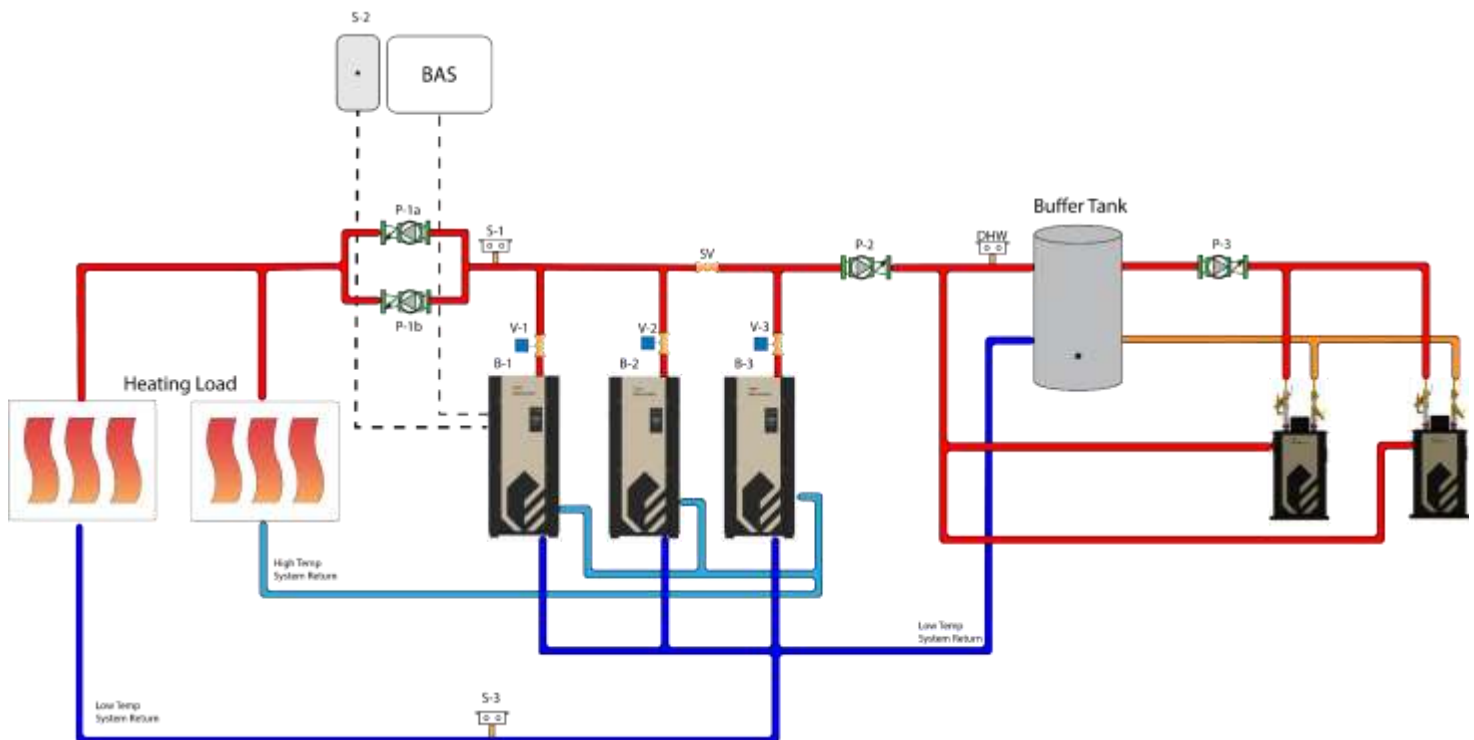 S-2
BAS
P-1a
S-1
P-1b
SV
P-2
DHW
Buffer Tank
P-3
V-1
V-2
V-3
B-1
B-2
B-3
Heating Load
High Temp
System Return
Low Temp
System Return
Low Temp
System Return
S-3